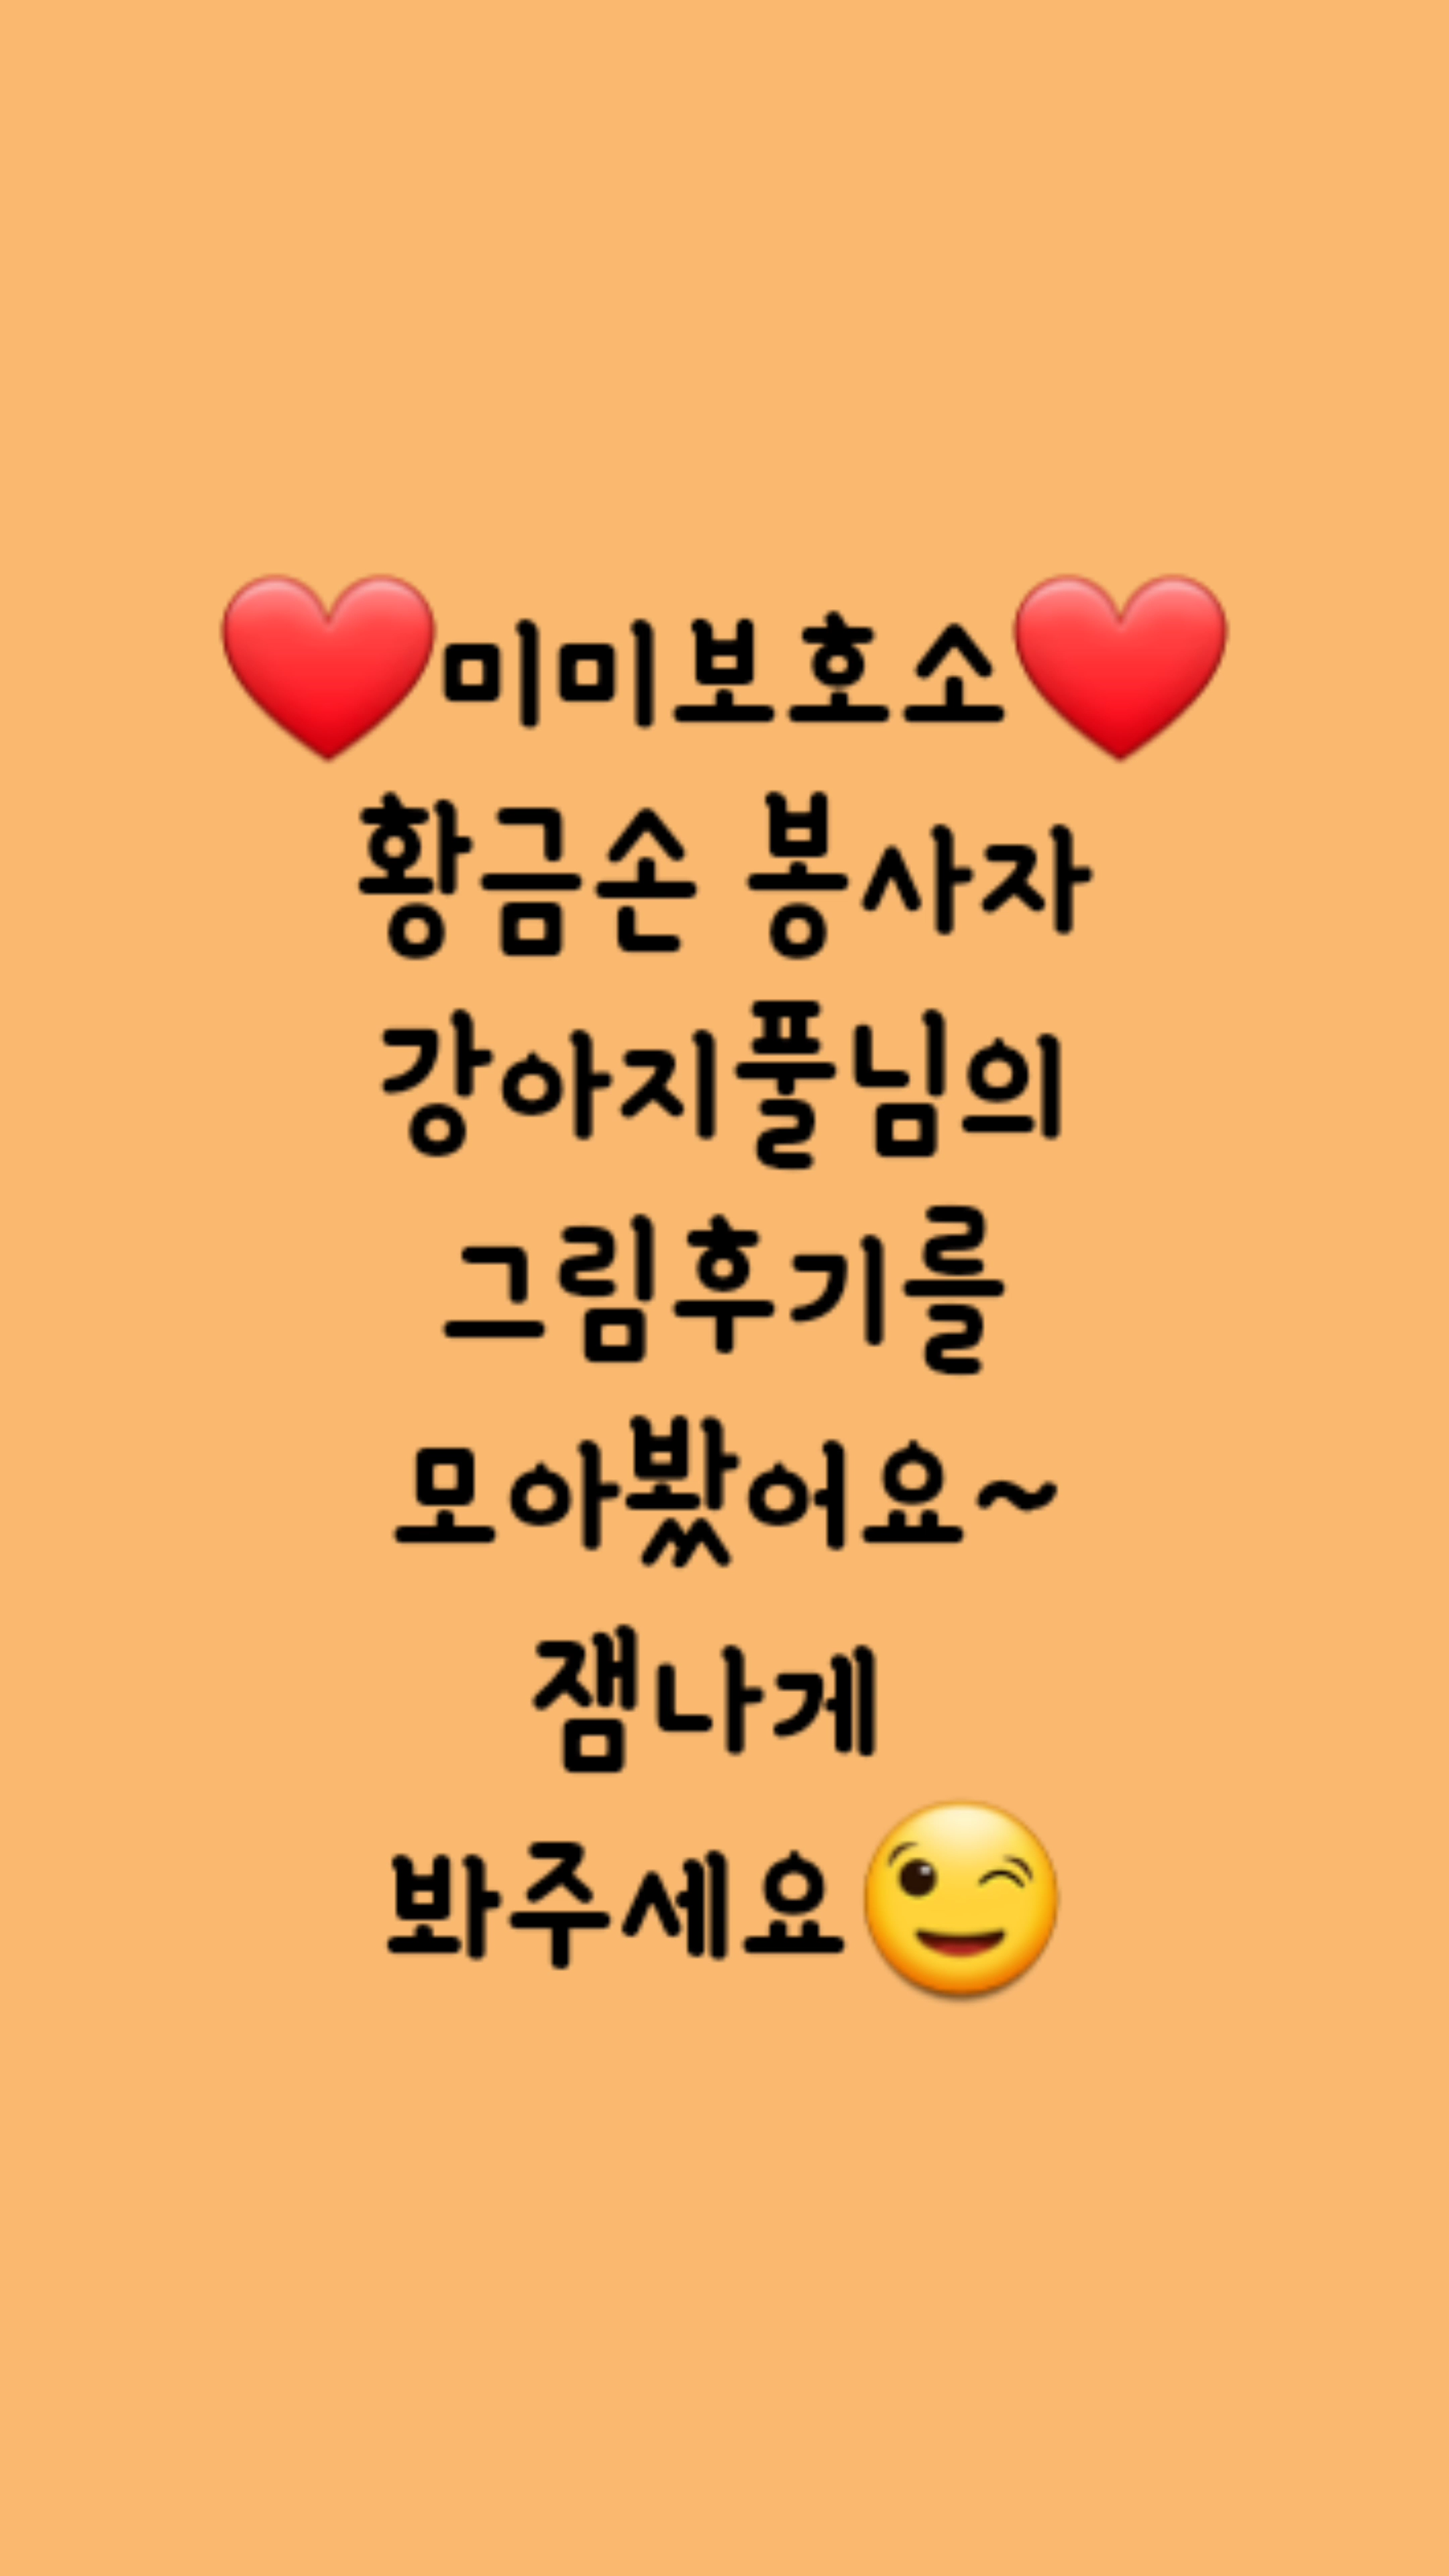 ❤️미미보호소❤️
황금손 봉사자
강아지풀님의
그림후기를
모아봤어요~
잼나게
봐주세요😉